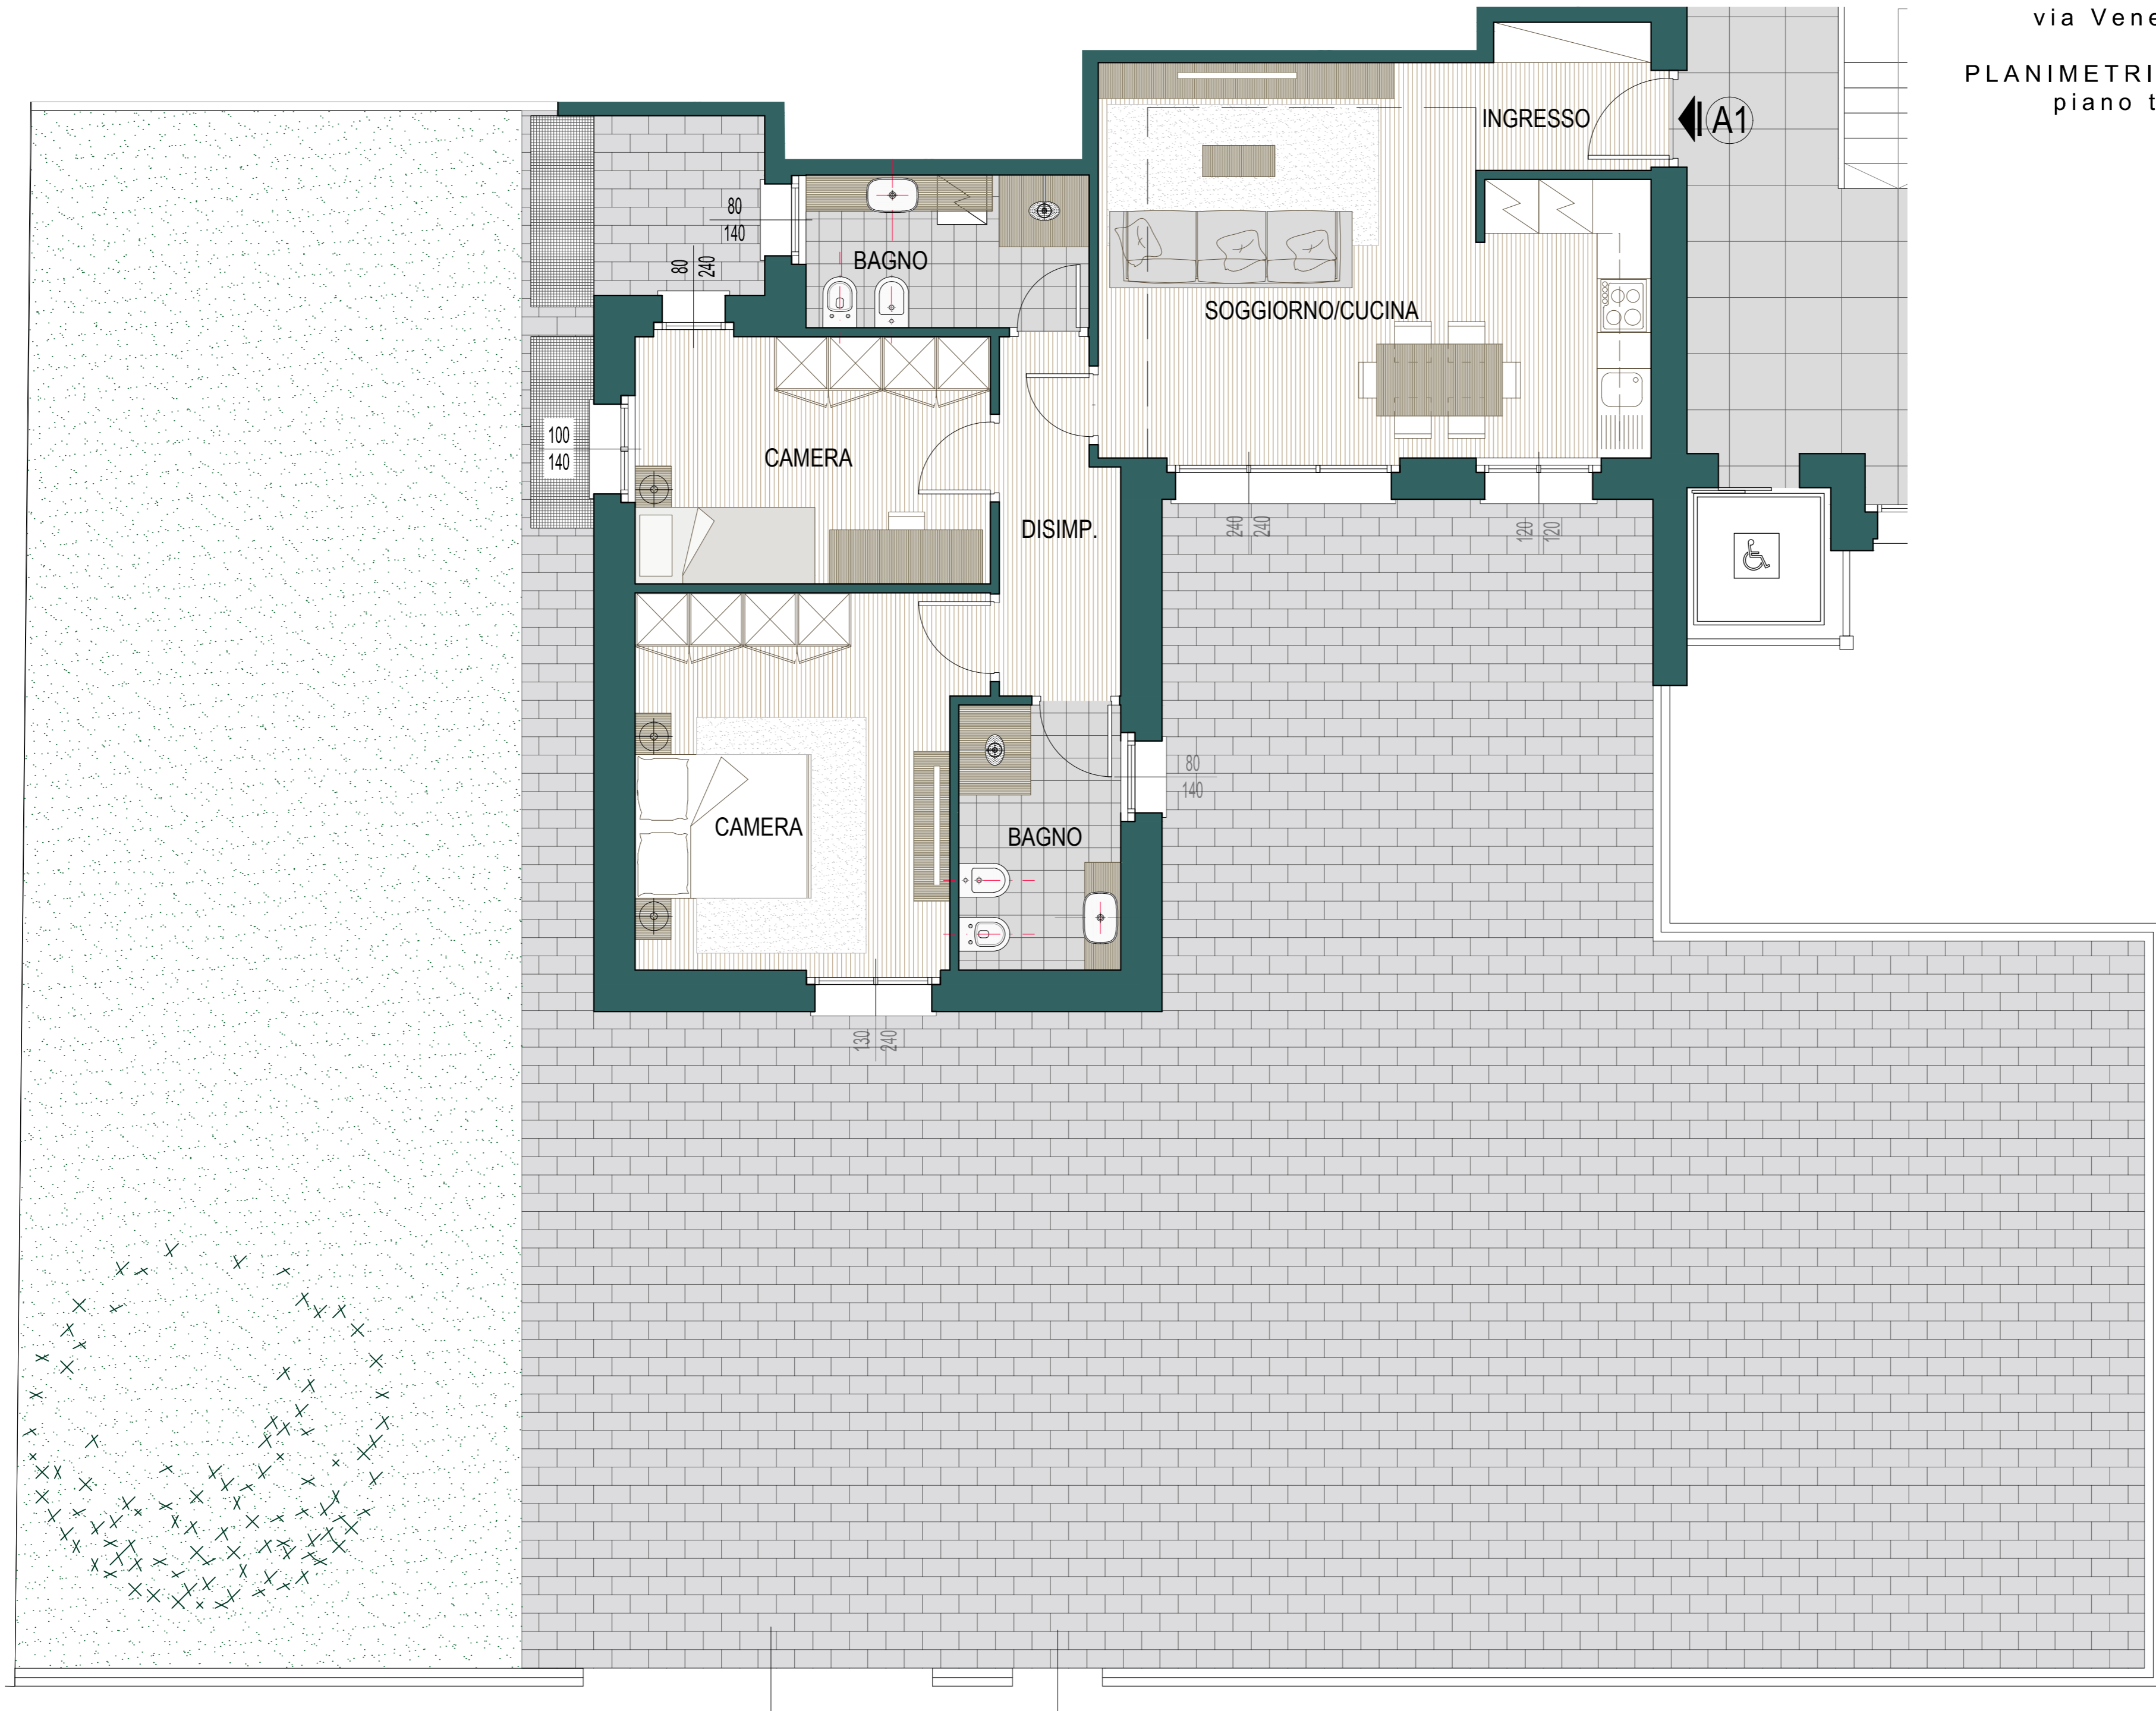 via Vene
PLANIMETRI
piano t
INGRESSO
A1
80
140
80
240
BAGNO
SOGGIORNO/CUCINA
100
140
CAMERA
DISIMP.
240
240
120
120
80
140
CAMERA
BAGNO
130
240